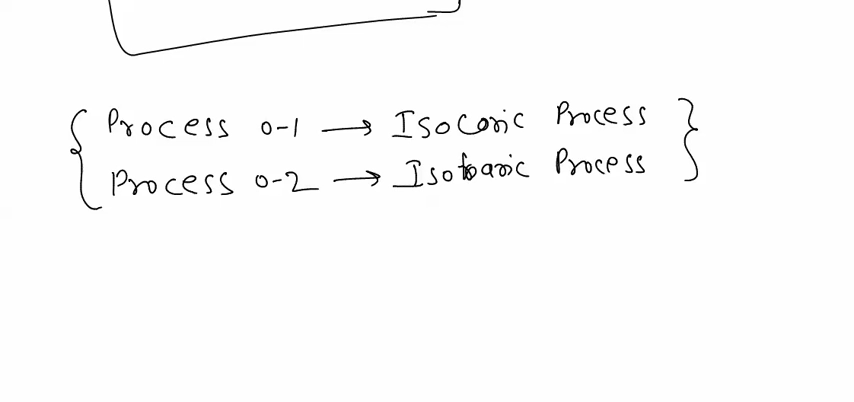 { Process 0-1 → Isocoric Process }
{ Process 0-2 → Isobaric Process }